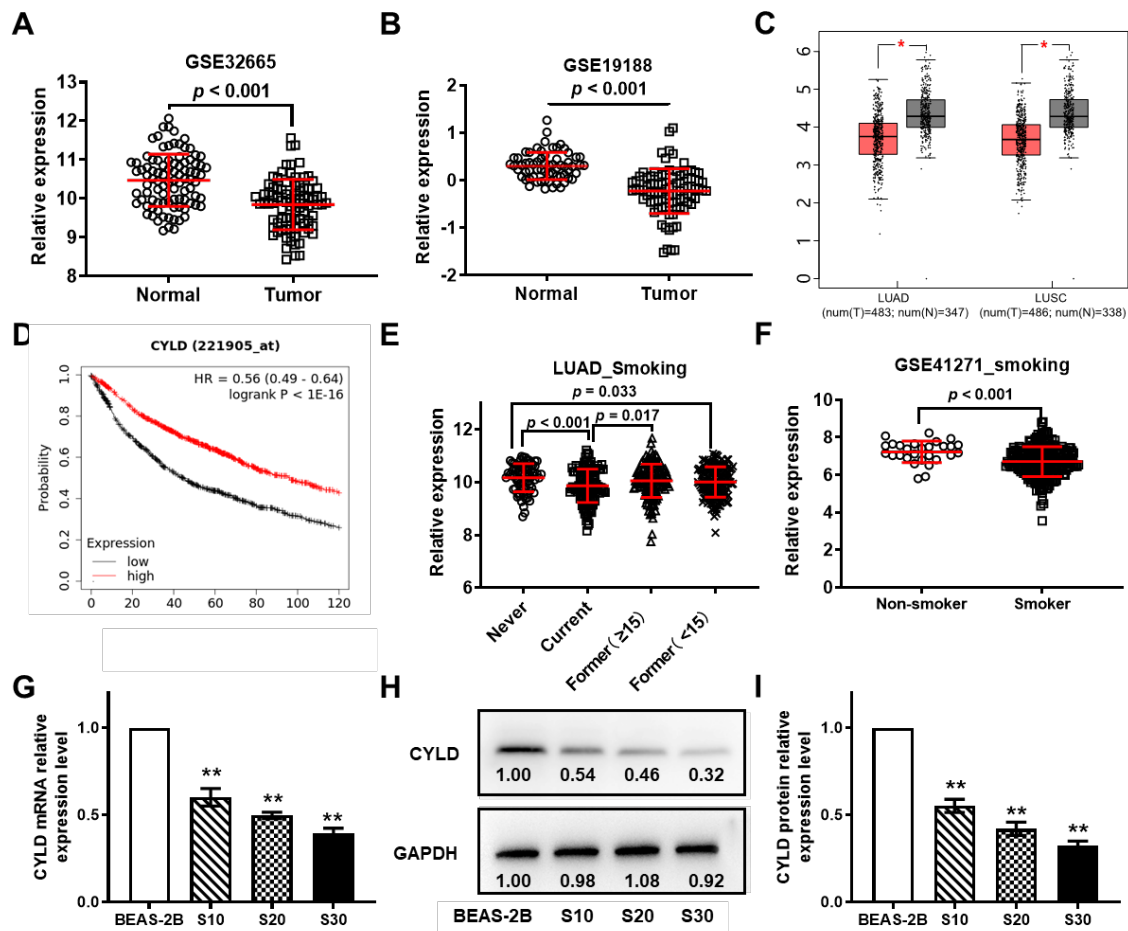 A
GSE32665
p < 0.001
Relative expression
13
12
11
10
9
8
Normal
Tumor
B
GSE19188
p < 0.001
Relative expression
2
1
0
-1
-2
Normal
Tumor
C
*
*
6
5
4
3
2
1
0
LUAD
(num(T)=483; num(N)=347)
LUSC
(num(T)=486; num(N)=338)
D
CYLD (221905_at)
HR = 0.56 (0.49 - 0.64)
logrank P < 1E-16
Probability
1.0
0.8
0.6
0.4
0.2
0.0
Expression
low
high
0
20
40
60
80
100
120
E
LUAD_Smoking
p = 0.033
p < 0.001
p = 0.017
Relative expression
12
10
8
6
Never
Current
Former(≥15)
Former(<15)
F
GSE41271_smoking
p < 0.001
Relative expression
10
8
6
4
2
0
Non-smoker
Smoker
G
CYLD mRNA relative
expression level
1.0
0.5
0.0
**
**
**
BEAS-2B
S10
S20
S30
H
CYLD
1.00
0.54
0.46
0.32
GAPDH
1.00
0.98
1.08
0.92
BEAS-2B
S10
S20
S30
I
CYLD protein relative
expression level
1.0
0.5
0.0
**
**
**
BEAS-2B
S10
S20
S30